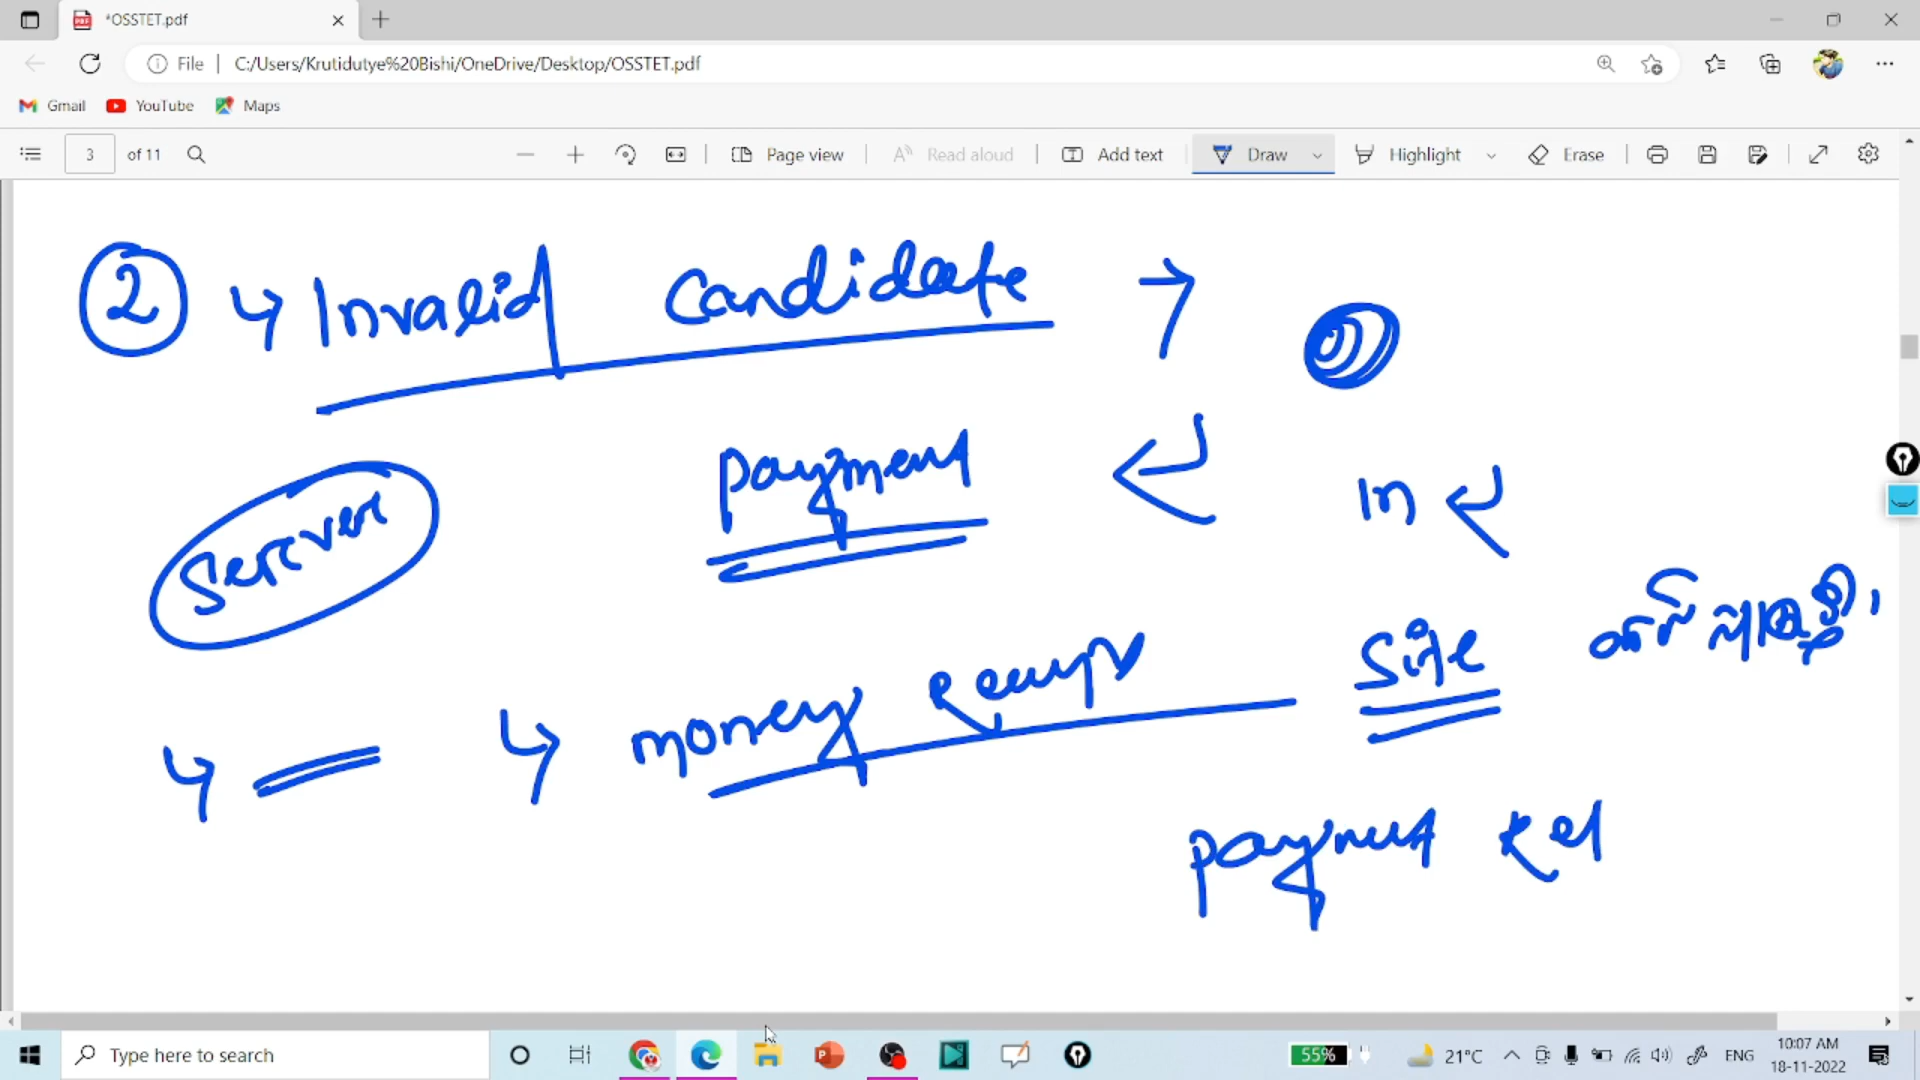 *OSSTET.pdf
File C:/Users/Krutidutye%20Bishi/OneDrive/Desktop/OSSTET.pdf
Gmail YouTube Maps
3 of 11 Page view Read aloud Add text Draw Highlight Erase
2 Invalid Candidate
payment
Serever
In
Site
money
payment
Type here to search
55% 21°C ENG 10:07 AM
18-11-2022